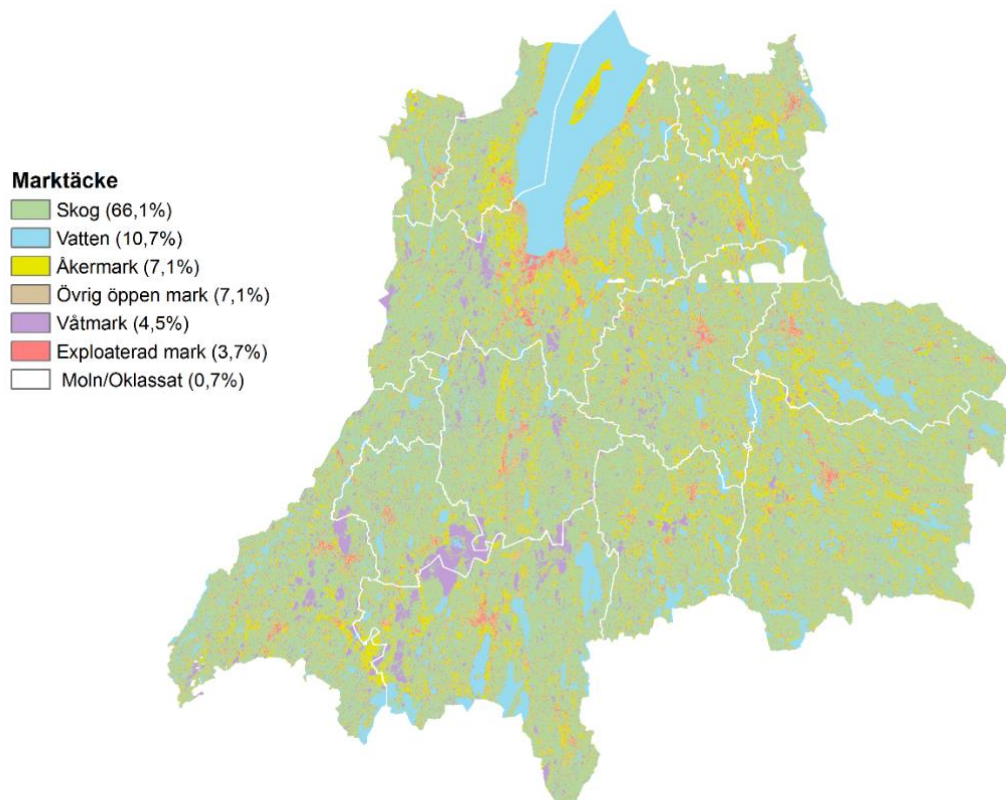 Marktäcke
Skog (66,1%)
Vatten (10,7%)
Åkermark (7,1%)
Övrig öppen mark (7,1%)
Våtmark (4,5%)
Exploaterad mark (3,7%)
Moln/Oklassat (0,7%)